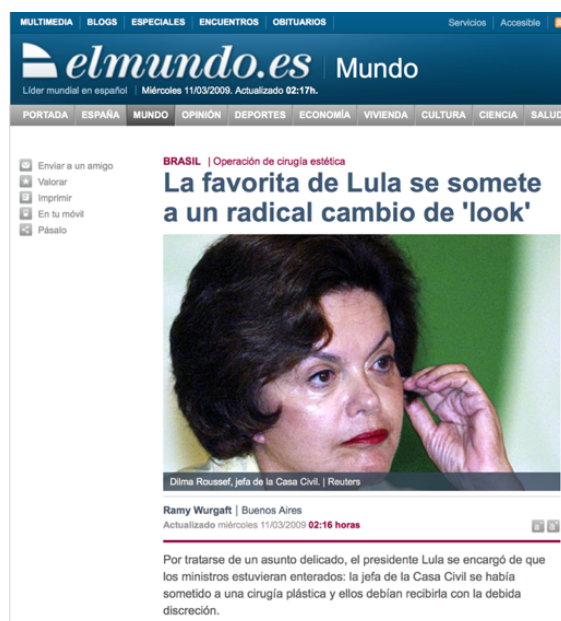 MULTIMEDIA BLOGS ESPECIALES ENCUENTROS OBITUARIOS Servicios Accesible
elmundo.es Mundo
Líder mundial en español Miércoles 11/03/2009. Actualizado 02:17h.
PORTADA ESPAÑA MUNDO OPINIÓN DEPORTES ECONOMÍA VIVIENDA CULTURA CIENCIA SALUD
Enviar a un amigo
Valorar
Imprimir
En tu móvil
Pásalo
BRASIL | Operación de cirugía estética
La favorita de Lula se somete
a un radical cambio de 'look'
Dilma Roussef, jefa de la Casa Civil. | Reuters
Ramy Wurgaft | Buenos Aires
Actualizado miércoles 11/03/2009 02:16 horas
Por tratarse de un asunto delicado, el presidente Lula se encargó de que
los ministros estuvieran enterados: la jefa de la Casa Civil se había
sometido a una cirugía plástica y ellos debían recibirla con la debida
discreción.